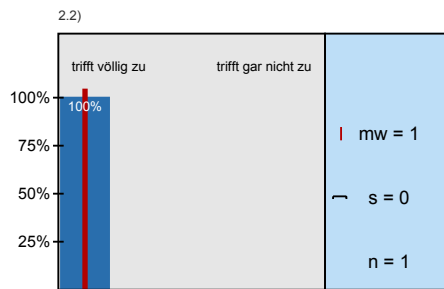 2.2)
trifft völlig zu
trifft gar nicht zu
100%
100%
75%
50%
25%
mw = 1
s = 0
n = 1